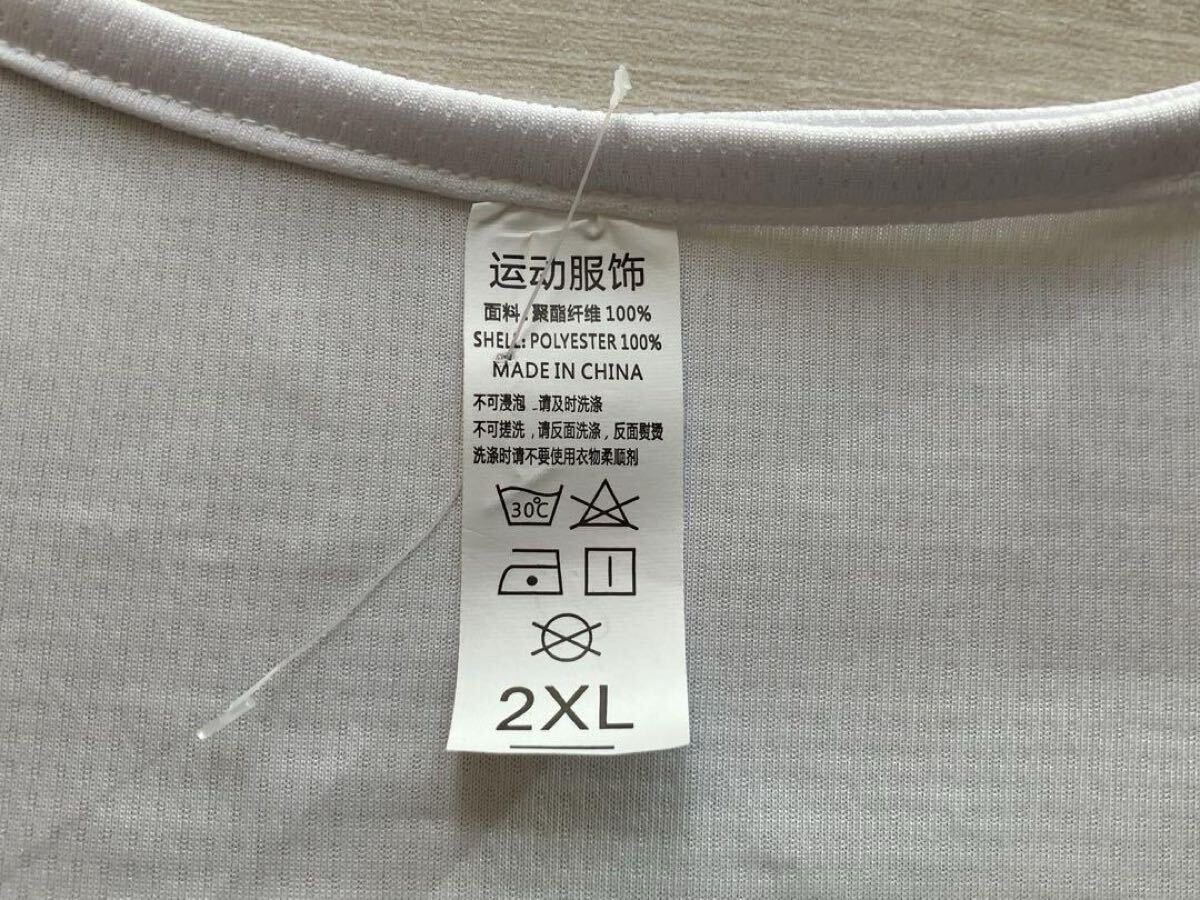 运动服饰
面料:聚酯纤维 100%
SHELL: POLYESTER 100%
MADE IN CHINA
不可浸泡，请及时洗涤
不可搓洗，请反面洗涤，反面熨烫
洗涤时请不要使用衣物柔顺剂
30℃
2XL